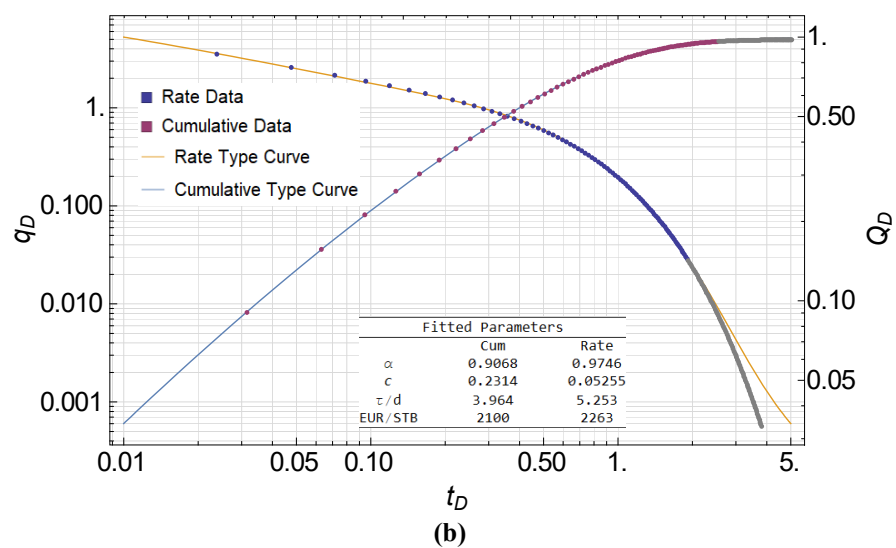 1.
0.100
0.010
0.001
q_D
Rate Data
Cumulative Data
Rate Type Curve
Cumulative Type Curve
Fitted Parameters
Cum Rate
α 0.9068 0.9746
c 0.2314 0.05255
τ/d 3.964 5.253
EUR/STB 2100 2263
1.
0.50
0.10
0.05
Q_D
0.01 0.05 0.10 0.50 1. 5.
t_D
(b)